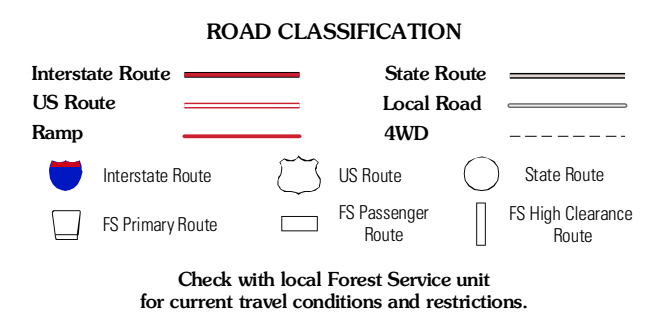 ROAD CLASSIFICATION
Interstate Route
State Route
US Route
Local Road
Ramp
4WD
Interstate Route
US Route
State Route
FS Primary Route
FS Passenger
Route
FS High Clearance
Route
Check with local Forest Service unit
for current travel conditions and restrictions.